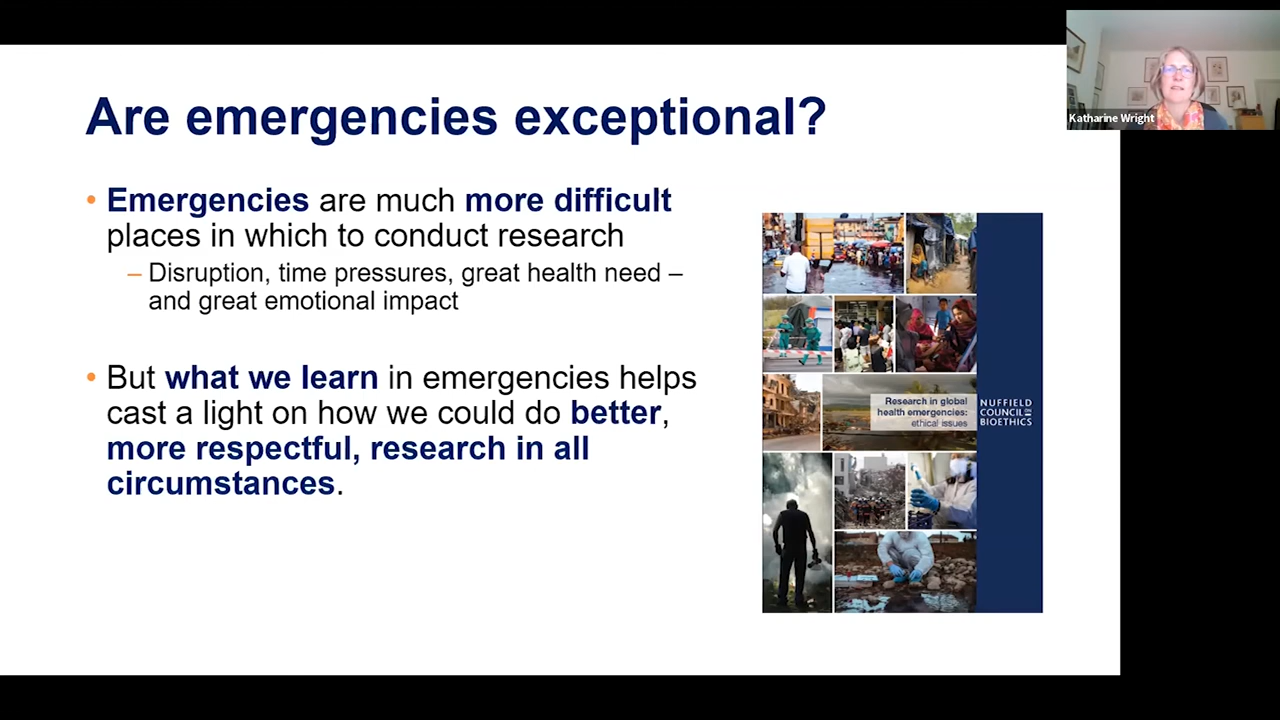 Are emergencies exceptional?
Katharine Wright
• Emergencies are much more difficult
places in which to conduct research
– Disruption, time pressures, great health need –
and great emotional impact
• But what we learn in emergencies helps
cast a light on how we could do better,
more respectful, research in all
circumstances.
Research in global
health emergencies:
ethical issues
NUFFIELD
COUNCIL ON
BIOETHICS